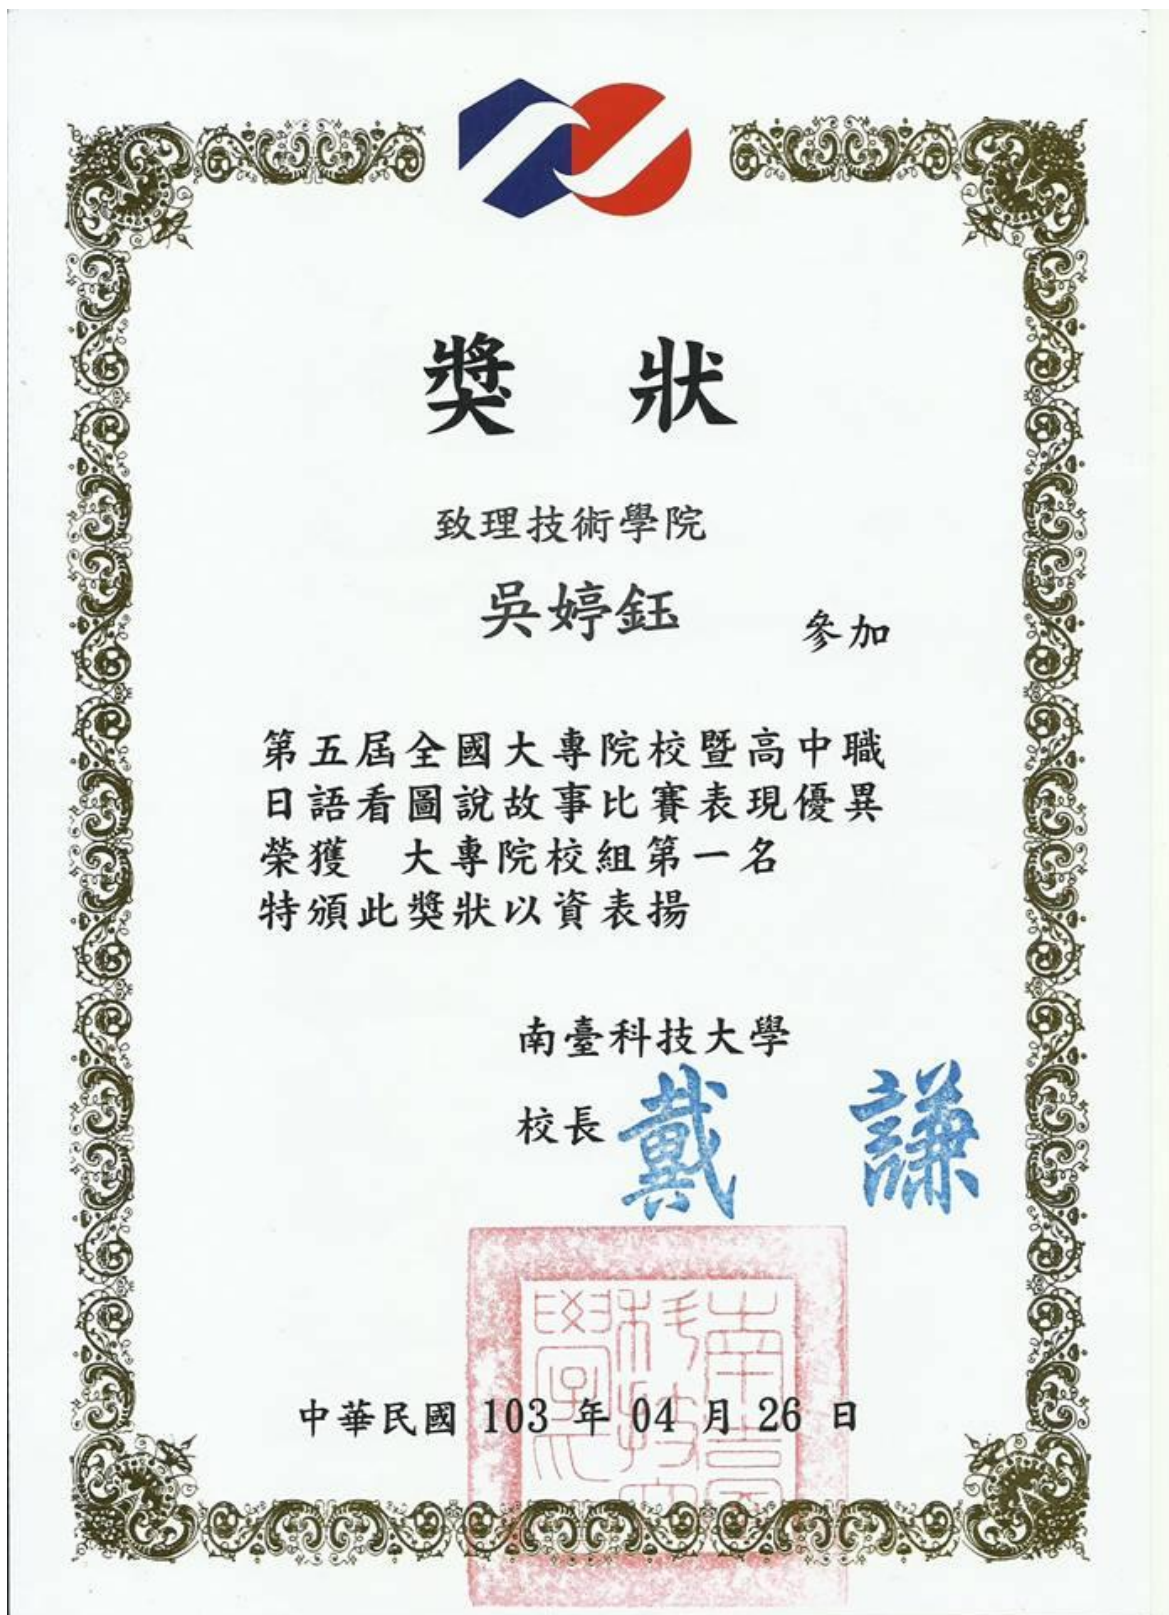 獎狀
致理技術學院
吳婷鈺 參加
第五屆全國大專院校暨高中職
日語看圖說故事比賽表現優異
榮獲 大專院校組第一名
特頒此獎狀以資表揚
南臺科技大學
校長 戴謙
中華民國 103 年 04 月 26 日